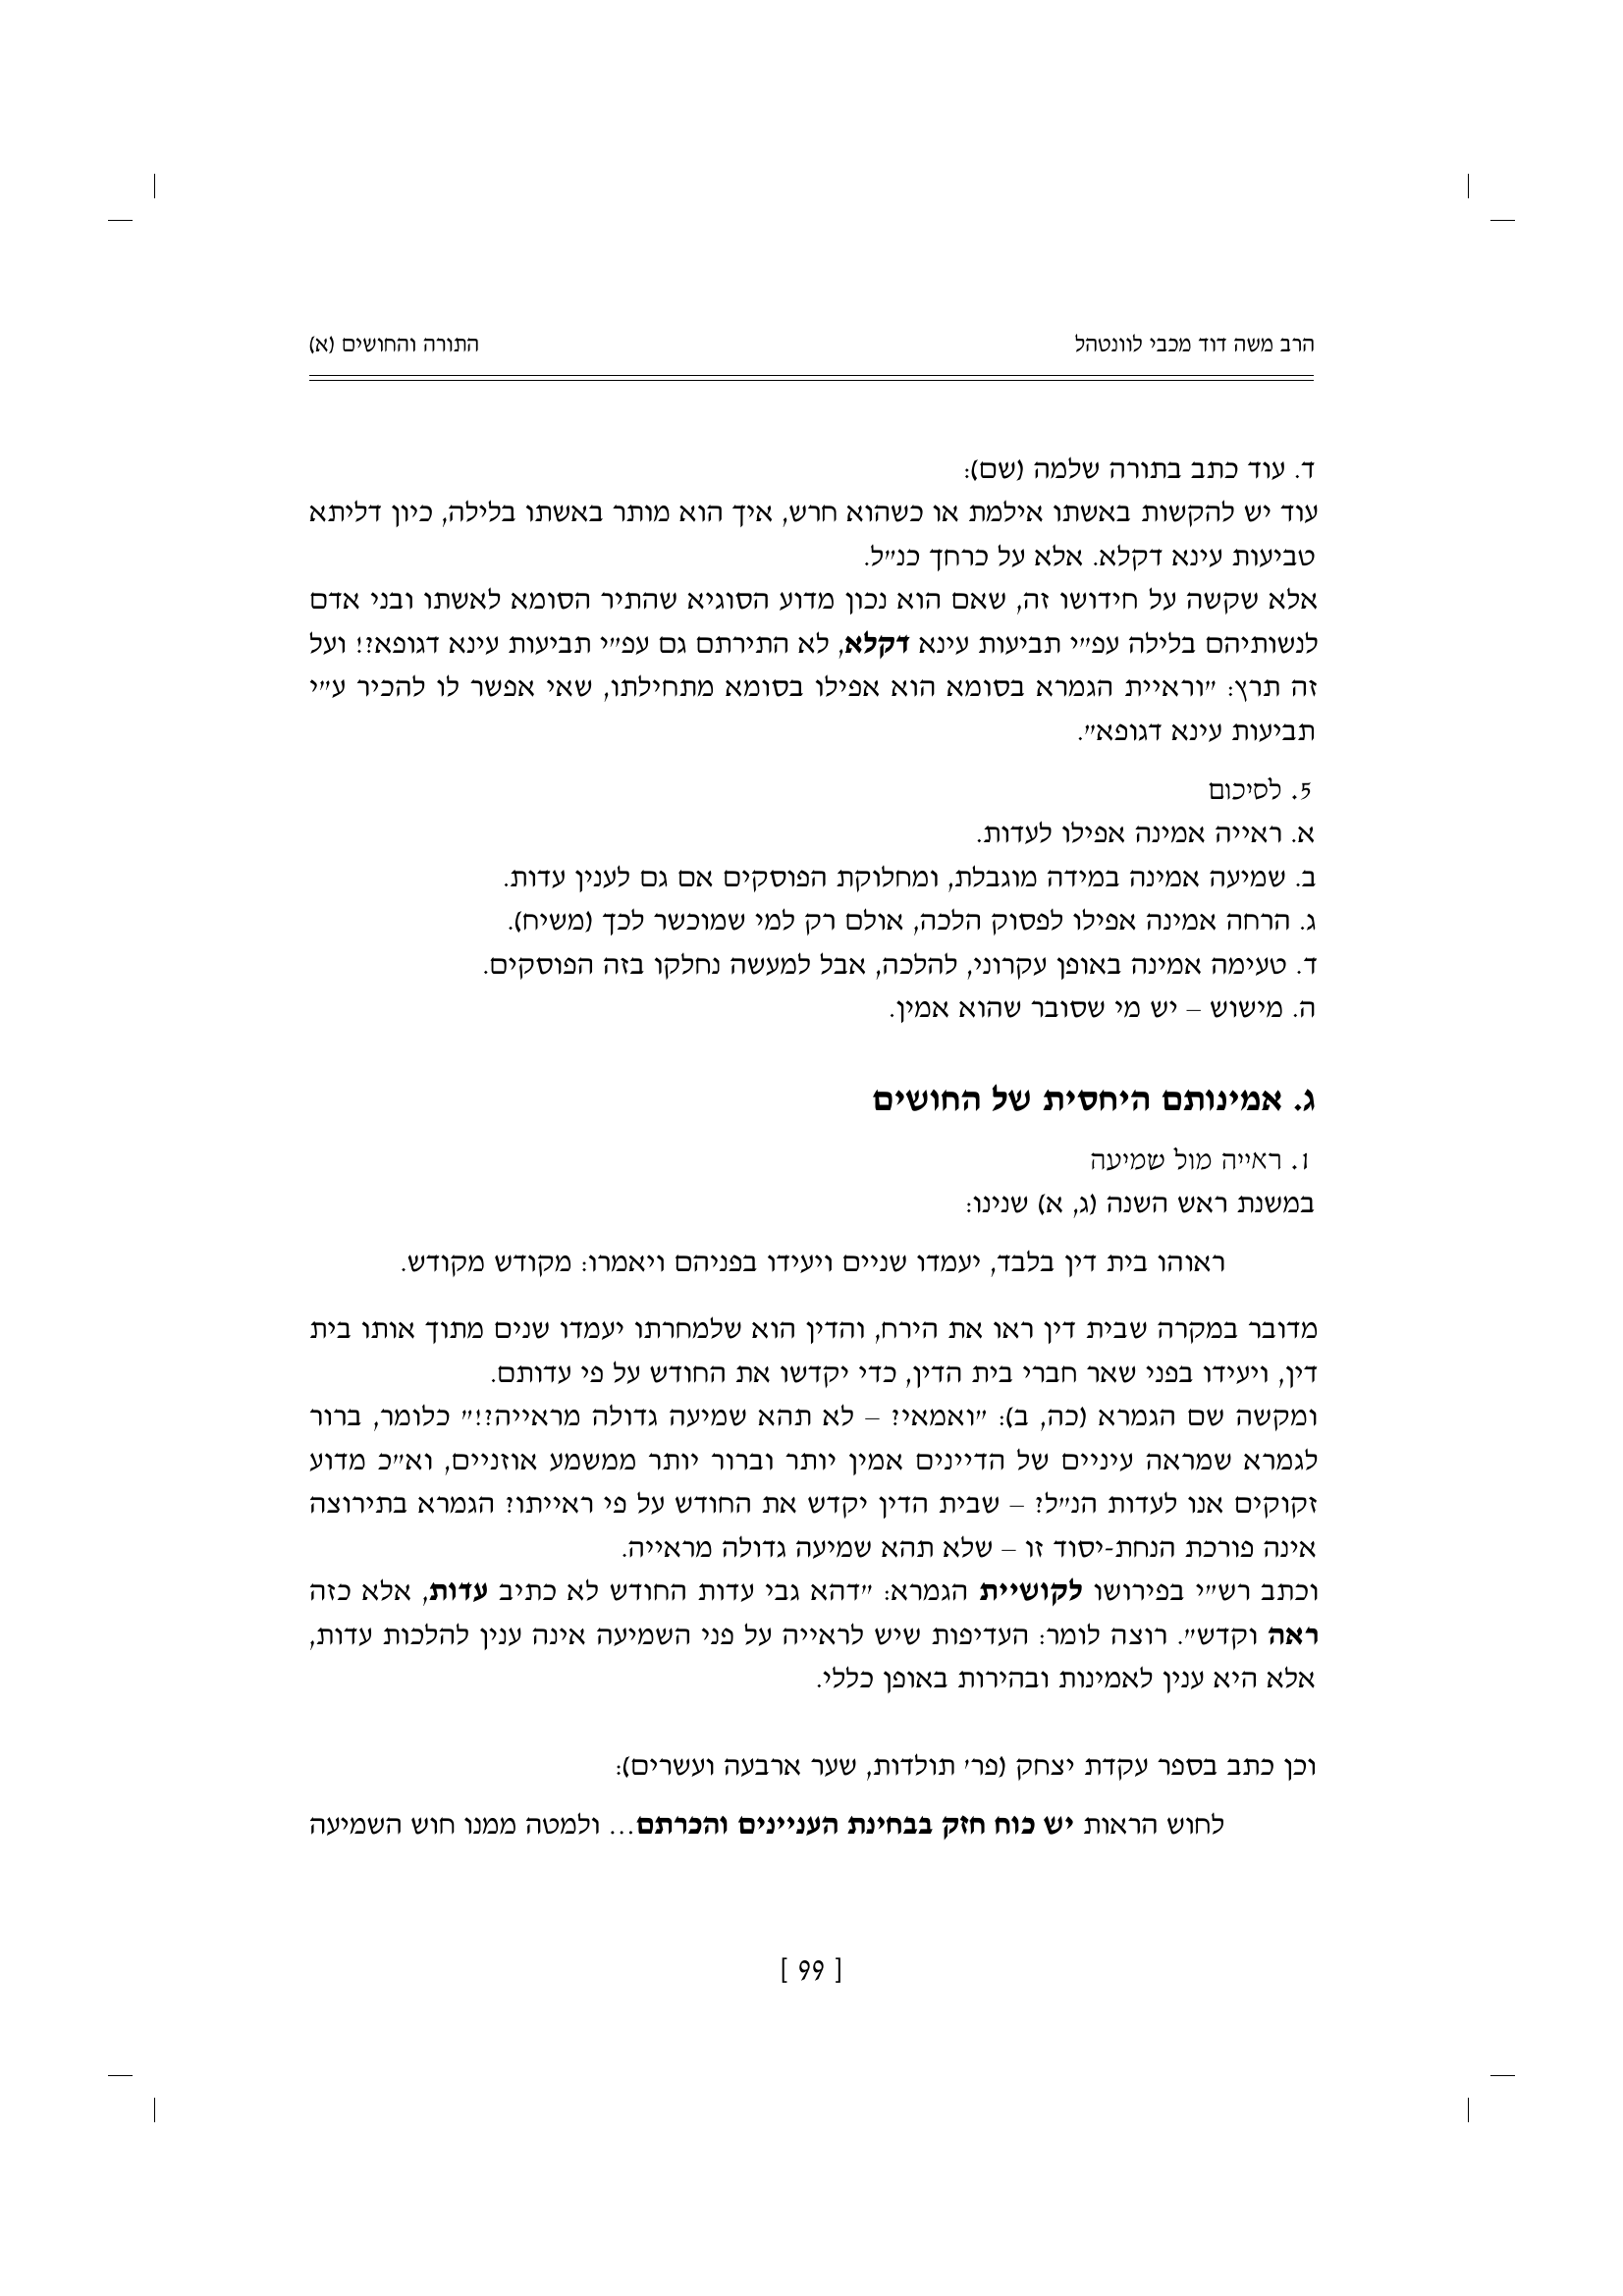 הרב משה דוד מכבי לוונטהל
התורה והחושים (א)
ד. עוד כתב בתורה שלמה (שם):
עוד יש להקשות באשתו אילמת או כשהוא חרש, איך הוא מותר באשתו בלילה, כיון דליתא
טביעות עינא דקלא. אלא על כרחך כנ״ל.
אלא שקשה על חידושו זה, שאם הוא נכון מדוע הסוגיא שהתיר הסומא לאשתו ובני אדם
לנשותיהם בלילה עפ״י תביעות עינא דקלא, לא התירתם גם עפ״י תביעות עינא דגופא?! ועל
זה תרץ: ״וראיית הגמרא בסומא הוא אפילו בסומא מתחילתו, שאי אפשר לו להכיר ע״י
תביעות עינא דגופא״.
5. לסיכום
א. ראייה אמינה אפילו לעדות.
ב. שמיעה אמינה במידה מוגבלת, ומחלוקת הפוסקים אם גם לענין עדות.
ג. הרחה אמינה אפילו לפסוק הלכה, אולם רק למי שמוכשר לכך (משיח).
ד. טעימה אמינה באופן עקרוני, להלכה, אבל למעשה נחלקו בזה הפוסקים.
ה. מישוש – יש מי שסובר שהוא אמין.
ג. אמינותם היחסית של החושים
1. ראייה מול שמיעה
במשנת ראש השנה (ג, א) שנינו:
ראוהו בית דין בלבד, יעמדו שניים ויעידו בפניהם ויאמרו: מקודש מקודש.
מדובר במקרה שבית דין ראו את הירח, והדין הוא שלמחרתו יעמדו שנים מתוך אותו בית
דין, ויעידו בפני שאר חברי בית הדין, כדי יקדשו את החודש על פי עדותם.
ומקשה שם הגמרא (כה, ב): ״ואמאי? – לא תהא שמיעה גדולה מראייה?!״ כלומר, ברור
לגמרא שמראה עיניים של הדיינים אמין יותר וברור יותר ממשמע אוזניים, וא״כ מדוע
זקוקים אנו לעדות הנ״ל? – שבית הדין יקדש את החודש על פי ראייתו? הגמרא בתירוצה
אינה פורכת הנחת-יסוד זו – שלא תהא שמיעה גדולה מראייה.
וכתב רש״י בפירושו לקושיית הגמרא: ״דהא גבי עדות החודש לא כתיב עדות, אלא כזה
ראה וקדש״. רוצה לומר: העדיפות שיש לראייה על פני השמיעה אינה ענין להלכות עדות,
אלא היא ענין לאמינות ובהירות באופן כללי.
וכן כתב בספר עקדת יצחק (פר׳ תולדות, שער ארבעה ועשרים):
לחוש הראות יש כוח חזק בבחינת העניינים והכרתם... ולמטה ממנו חוש השמיעה
[ 99 ]